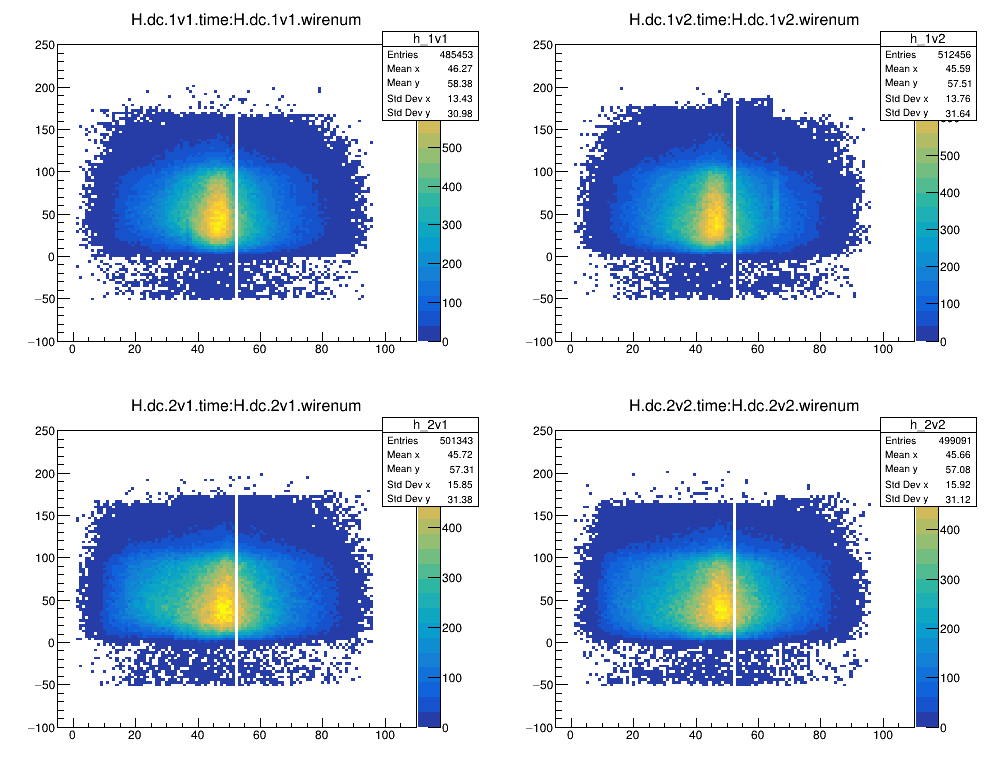 H.dc.1v1.time:H.dc.1v1.wirenum
h_1v1
Entries 485453
Mean x 46.27
Mean y 58.38
Std Dev x 13.43
Std Dev y 30.98
250
200
150
100
50
0
−50
−100
0 20 40 60 80 100
500
400
300
200
100
0
H.dc.1v2.time:H.dc.1v2.wirenum
h_1v2
Entries 512456
Mean x 45.59
Mean y 57.51
Std Dev x 13.76
Std Dev y 31.64
250
200
150
100
50
0
−50
−100
0 20 40 60 80 100
500
400
300
200
100
0
H.dc.2v1.time:H.dc.2v1.wirenum
h_2v1
Entries 501343
Mean x 45.72
Mean y 57.31
Std Dev x 15.85
Std Dev y 31.38
250
200
150
100
50
0
−50
−100
0 20 40 60 80 100
400
300
200
100
0
H.dc.2v2.time:H.dc.2v2.wirenum
h_2v2
Entries 499091
Mean x 45.66
Mean y 57.08
Std Dev x 15.92
Std Dev y 31.12
250
200
150
100
50
0
−50
−100
0 20 40 60 80 100
400
300
200
100
0